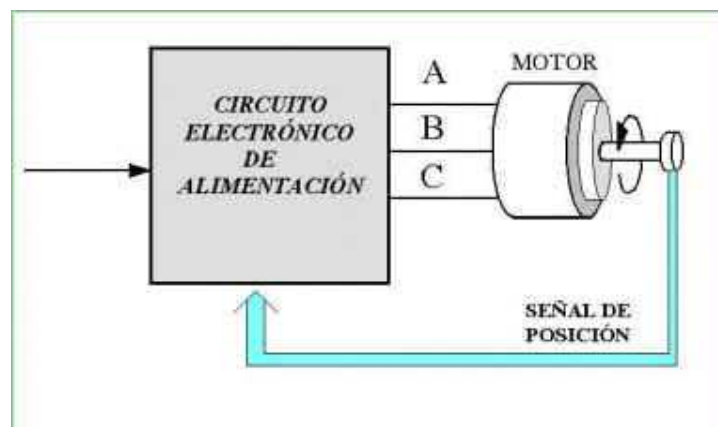 CIRCUITO
ELECTRÓNICO
DE
ALIMENTACIÓN
A
B
C
MOTOR
SEÑAL DE
POSICIÓN